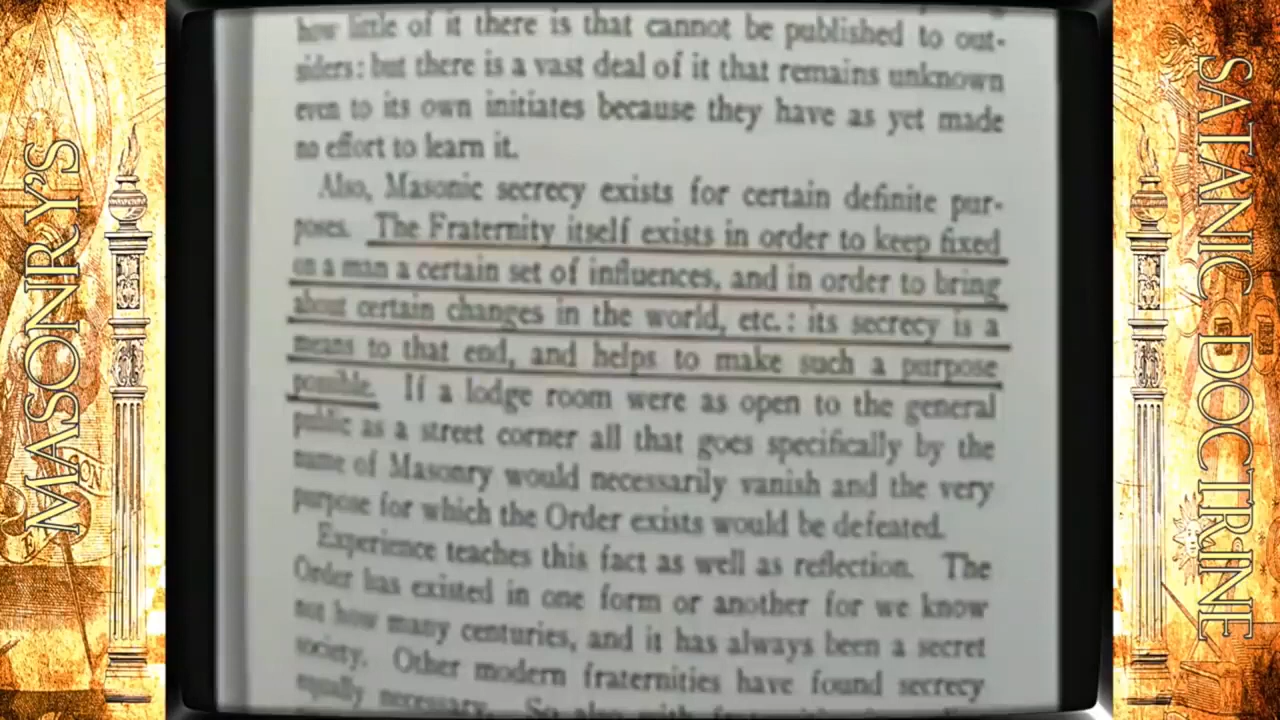 MASONRY'S
how little of it there is that cannot be published to out-
siders: but there is a vast deal of it that remains unknown
even to its own initiates because they have as yet made
no effort to learn it.
Also, Masonic secrecy exists for certain definite pur-
poses. The Fraternity itself exists in order to keep fixed
on a man a certain set of influences, and in order to bring
about certain changes in the world, etc.: its secrecy is a
means to that end, and helps to make such a purpose
possible. If a lodge room were as open to the general
public as a street corner all that goes specifically by the
name of Masonry would necessarily vanish and the very
purpose for which the Order exists would be defeated.
Experience teaches this fact as well as reflection. The
Order has existed in one form or another for we know
not how many centuries, and it has always been a secret
society. Other modern fraternities have found secrecy
equally necessary. So also with
SATANIC DOCTRINE